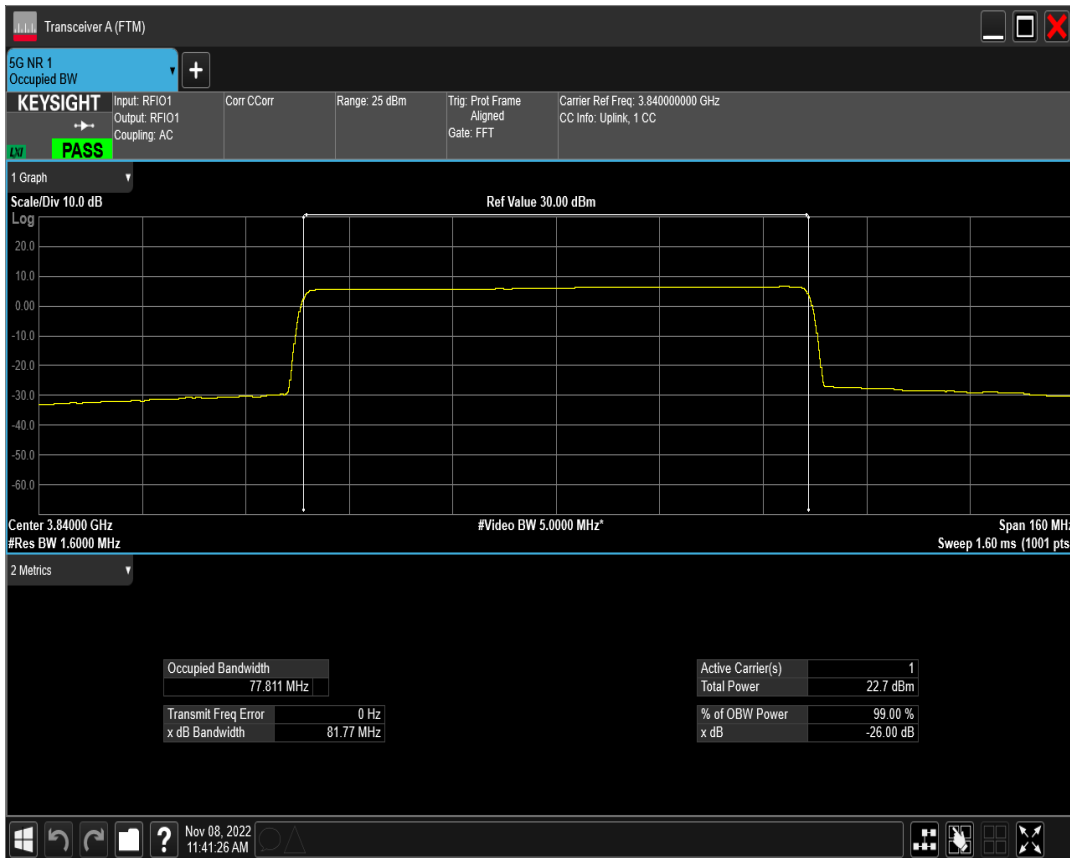 Transceiver A (FTM)
5G NR 1
Occupied BW
+
KEYSIGHT
LXI
PASS
Input: RFIO1
Output: RFIO1
Coupling: AC
Corr CCorr
Range: 25 dBm
Trig: Prot Frame
Aligned
Gate: FFT
Carrier Ref Freq: 3.840000000 GHz
CC Info: Uplink, 1 CC
1 Graph
Scale/Div 10.0 dB
Ref Value 30.00 dBm
Log
20.0
10.0
0.00
-10.0
-20.0
-30.0
-40.0
-50.0
-60.0
Center 3.84000 GHz
#Video BW 5.0000 MHz*
Span 160 MHz
#Res BW 1.6000 MHz
Sweep 1.60 ms (1001 pts
2 Metrics
Occupied Bandwidth
77.811 MHz
Transmit Freq Error 0 Hz
x dB Bandwidth 81.77 MHz
Active Carrier(s) 1
Total Power 22.7 dBm
% of OBW Power 99.00 %
x dB -26.00 dB
?
Nov 08, 2022
11:41:26 AM